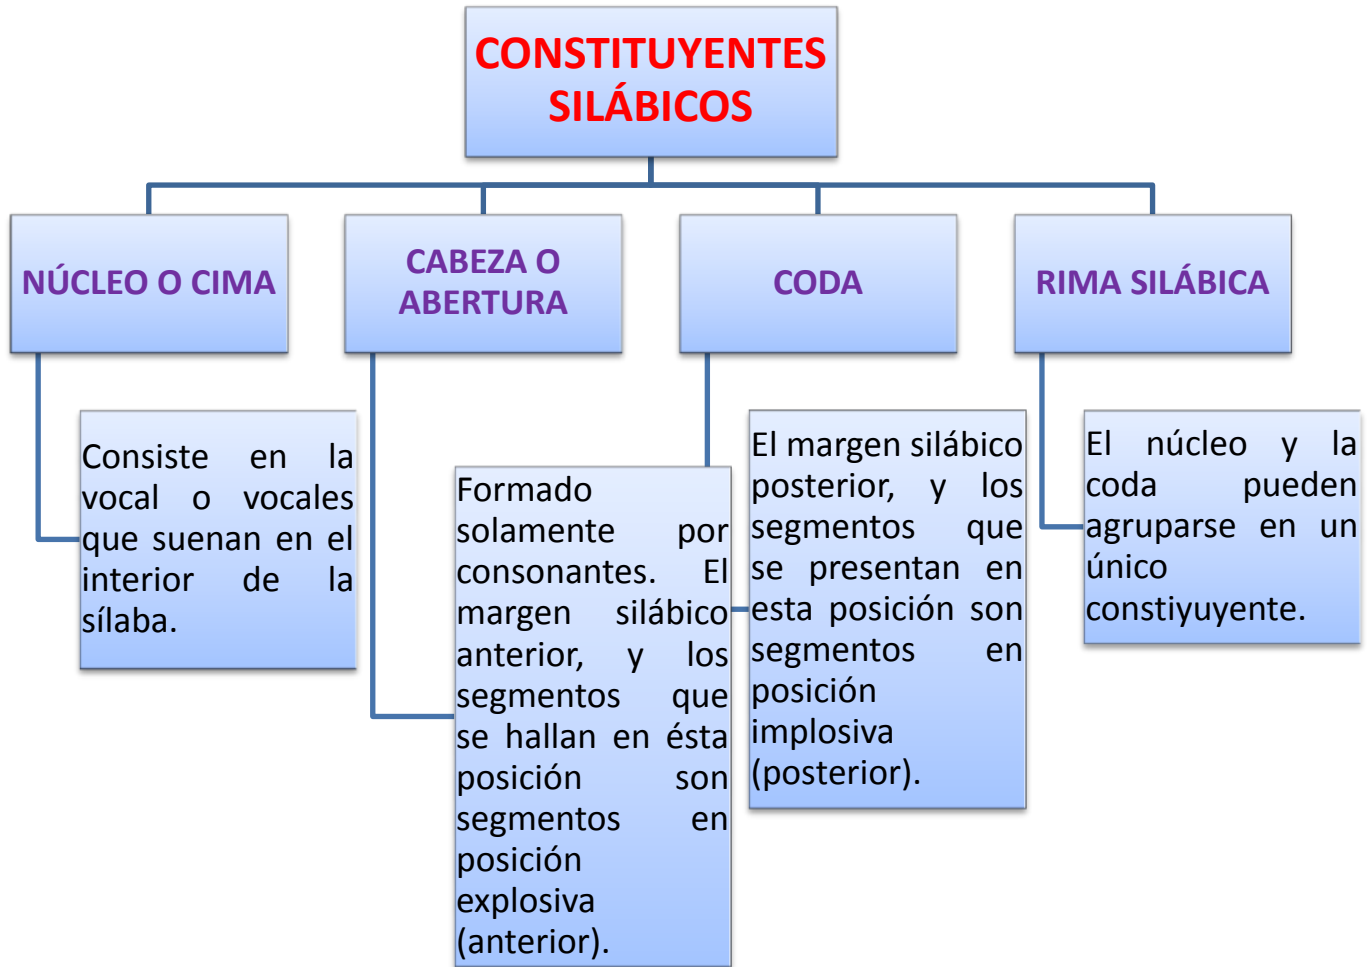 CONSTITUYENTES
SILÁBICOS
NÚCLEO O CIMA
Consiste en la
vocal o vocales
que suenan en el
interior de la
sílaba.
CABEZA O
ABERTURA
Formado
solamente por
consonantes. El
margen silábico
anterior, y los
segmentos que
se hallan en ésta
posición son
segmentos en
posición
explosiva
(anterior).
CODA
El margen silábico
posterior, y los
segmentos que
se presentan en
esta posición son
segmentos en
posición
implosiva
(posterior).
RIMA SILÁBICA
El núcleo y la
coda pueden
agruparse en un
único
constiyuyente.